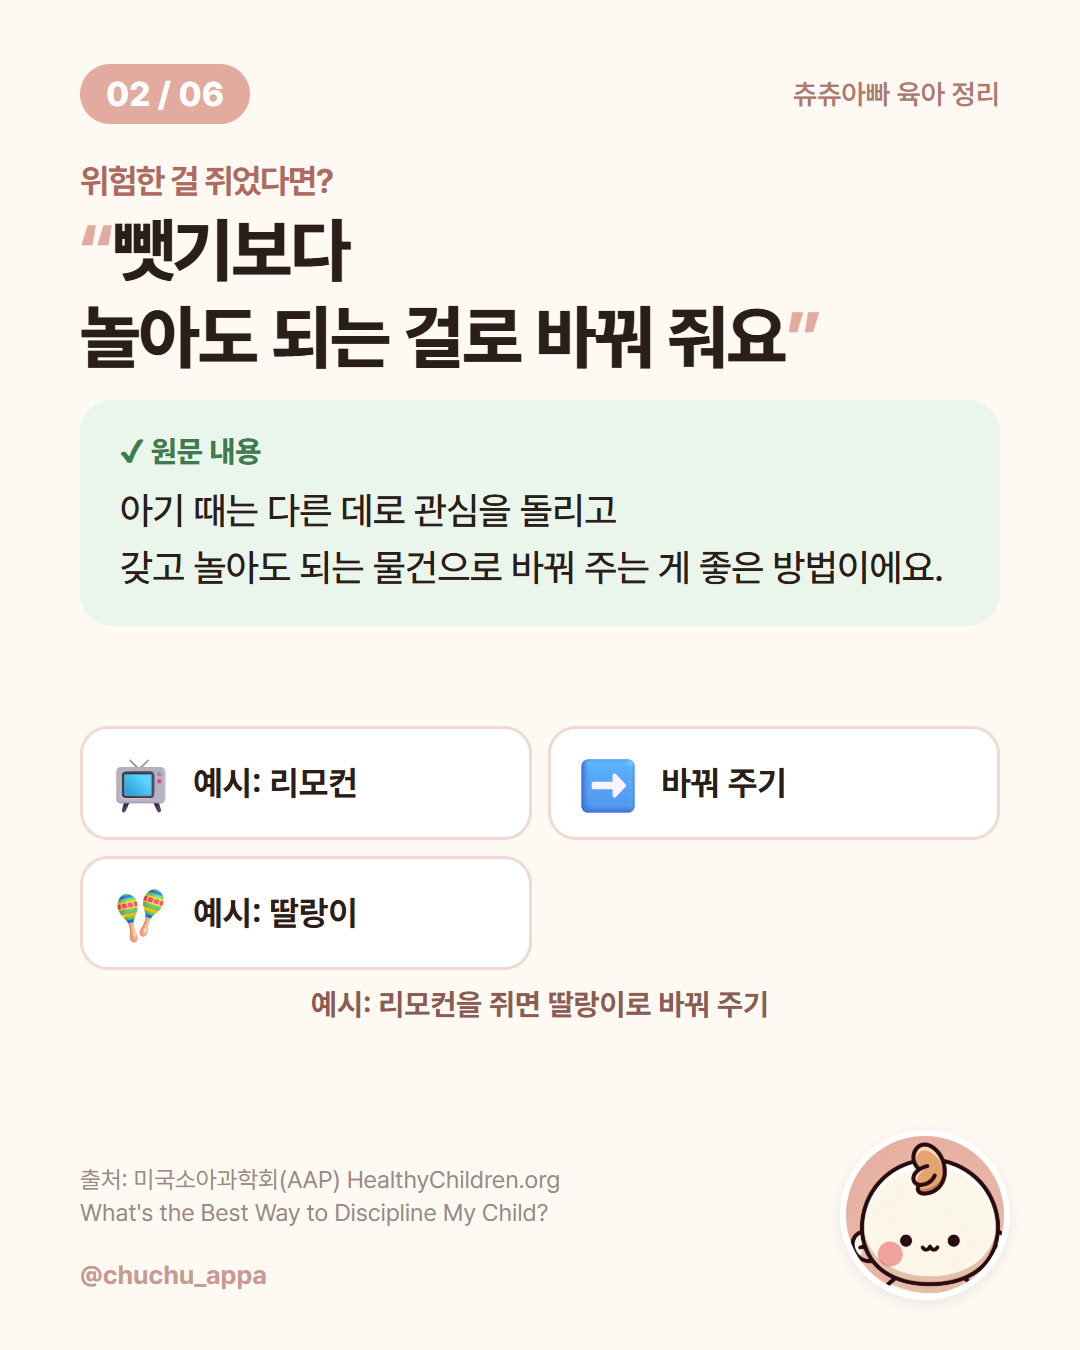 02 / 06
츄츄아빠 육아 정리
위험한 걸 쥐었다면?
“뺏기보다
놀아도 되는 걸로 바꿔 줘요”
✓ 원문 내용
아기 때는 다른 데로 관심을 돌리고
갖고 놀아도 되는 물건으로 바꿔 주는 게 좋은 방법이에요.
예시: 리모컨
바꿔 주기
예시: 딸랑이
예시: 리모컨을 쥐면 딸랑이로 바꿔 주기
출처: 미국소아과학회(AAP) HealthyChildren.org
What's the Best Way to Discipline My Child?
@chuchu_appa